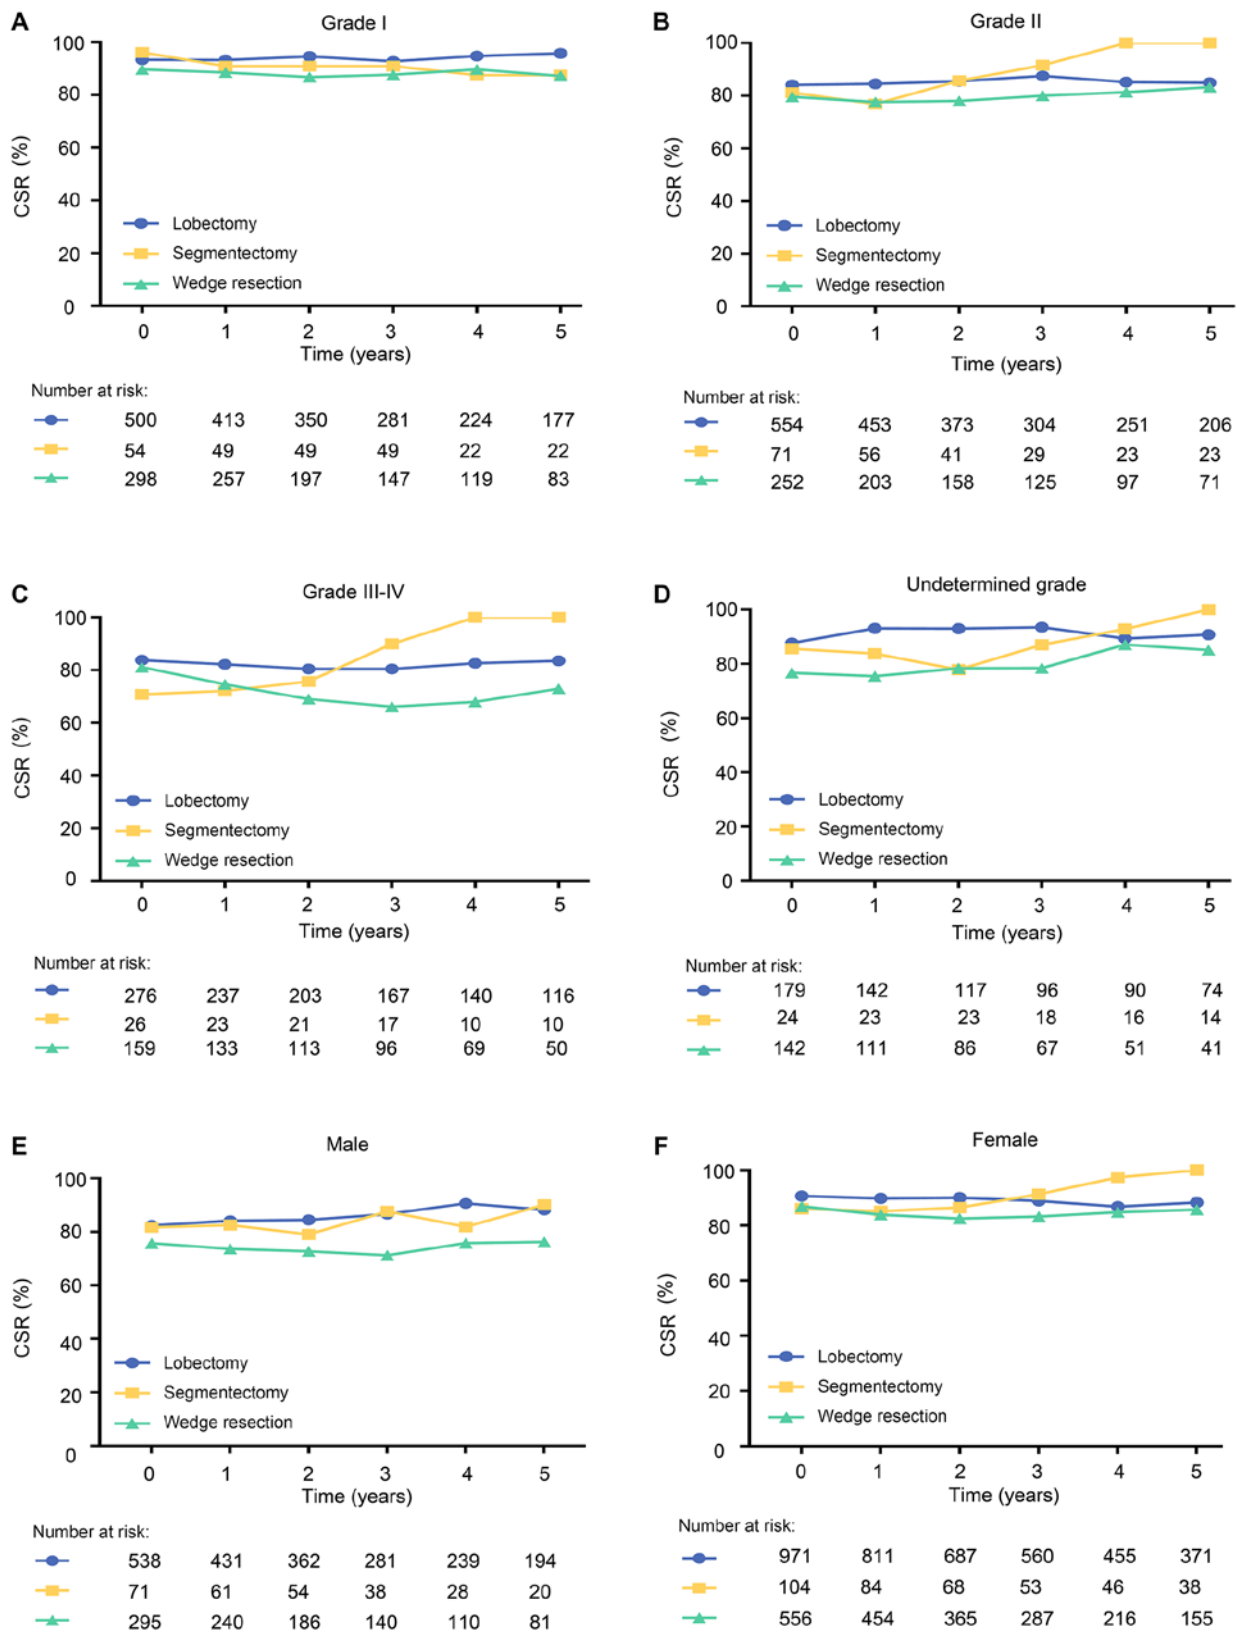 A
Grade I
100
80
60
40
20
0
CSR (%)
Lobectomy
Segmentectomy
Wedge resection
0 1 2 3 4 5
Time (years)
Number at risk:
500 413 350 281 224 177
54 49 49 49 22 22
298 257 197 147 119 83
B
Grade II
100
80
60
40
20
0
CSR (%)
Lobectomy
Segmentectomy
Wedge resection
0 1 2 3 4 5
Time (years)
Number at risk:
554 453 373 304 251 206
71 56 41 29 23 23
252 203 158 125 97 71
C
Grade III-IV
100
80
60
40
20
0
CSR (%)
Lobectomy
Segmentectomy
Wedge resection
0 1 2 3 4 5
Time (years)
Number at risk:
276 237 203 167 140 116
26 23 21 17 10 10
159 133 113 96 69 50
D
Undetermined grade
100
80
60
40
20
0
CSR (%)
Lobectomy
Segmentectomy
Wedge resection
0 1 2 3 4 5
Time (years)
Number at risk:
179 142 117 96 90 74
24 23 23 18 16 14
142 111 86 67 51 41
E
Male
100
80
60
40
20
0
CSR (%)
Lobectomy
Segmentectomy
Wedge resection
0 1 2 3 4 5
Time (years)
Number at risk:
538 431 362 281 239 194
71 61 54 38 28 20
295 240 186 140 110 81
F
Female
100
80
60
40
20
0
CSR (%)
Lobectomy
Segmentectomy
Wedge resection
0 1 2 3 4 5
Time (years)
Number at risk:
971 811 687 560 455 371
104 84 68 53 46 38
556 454 365 287 216 155